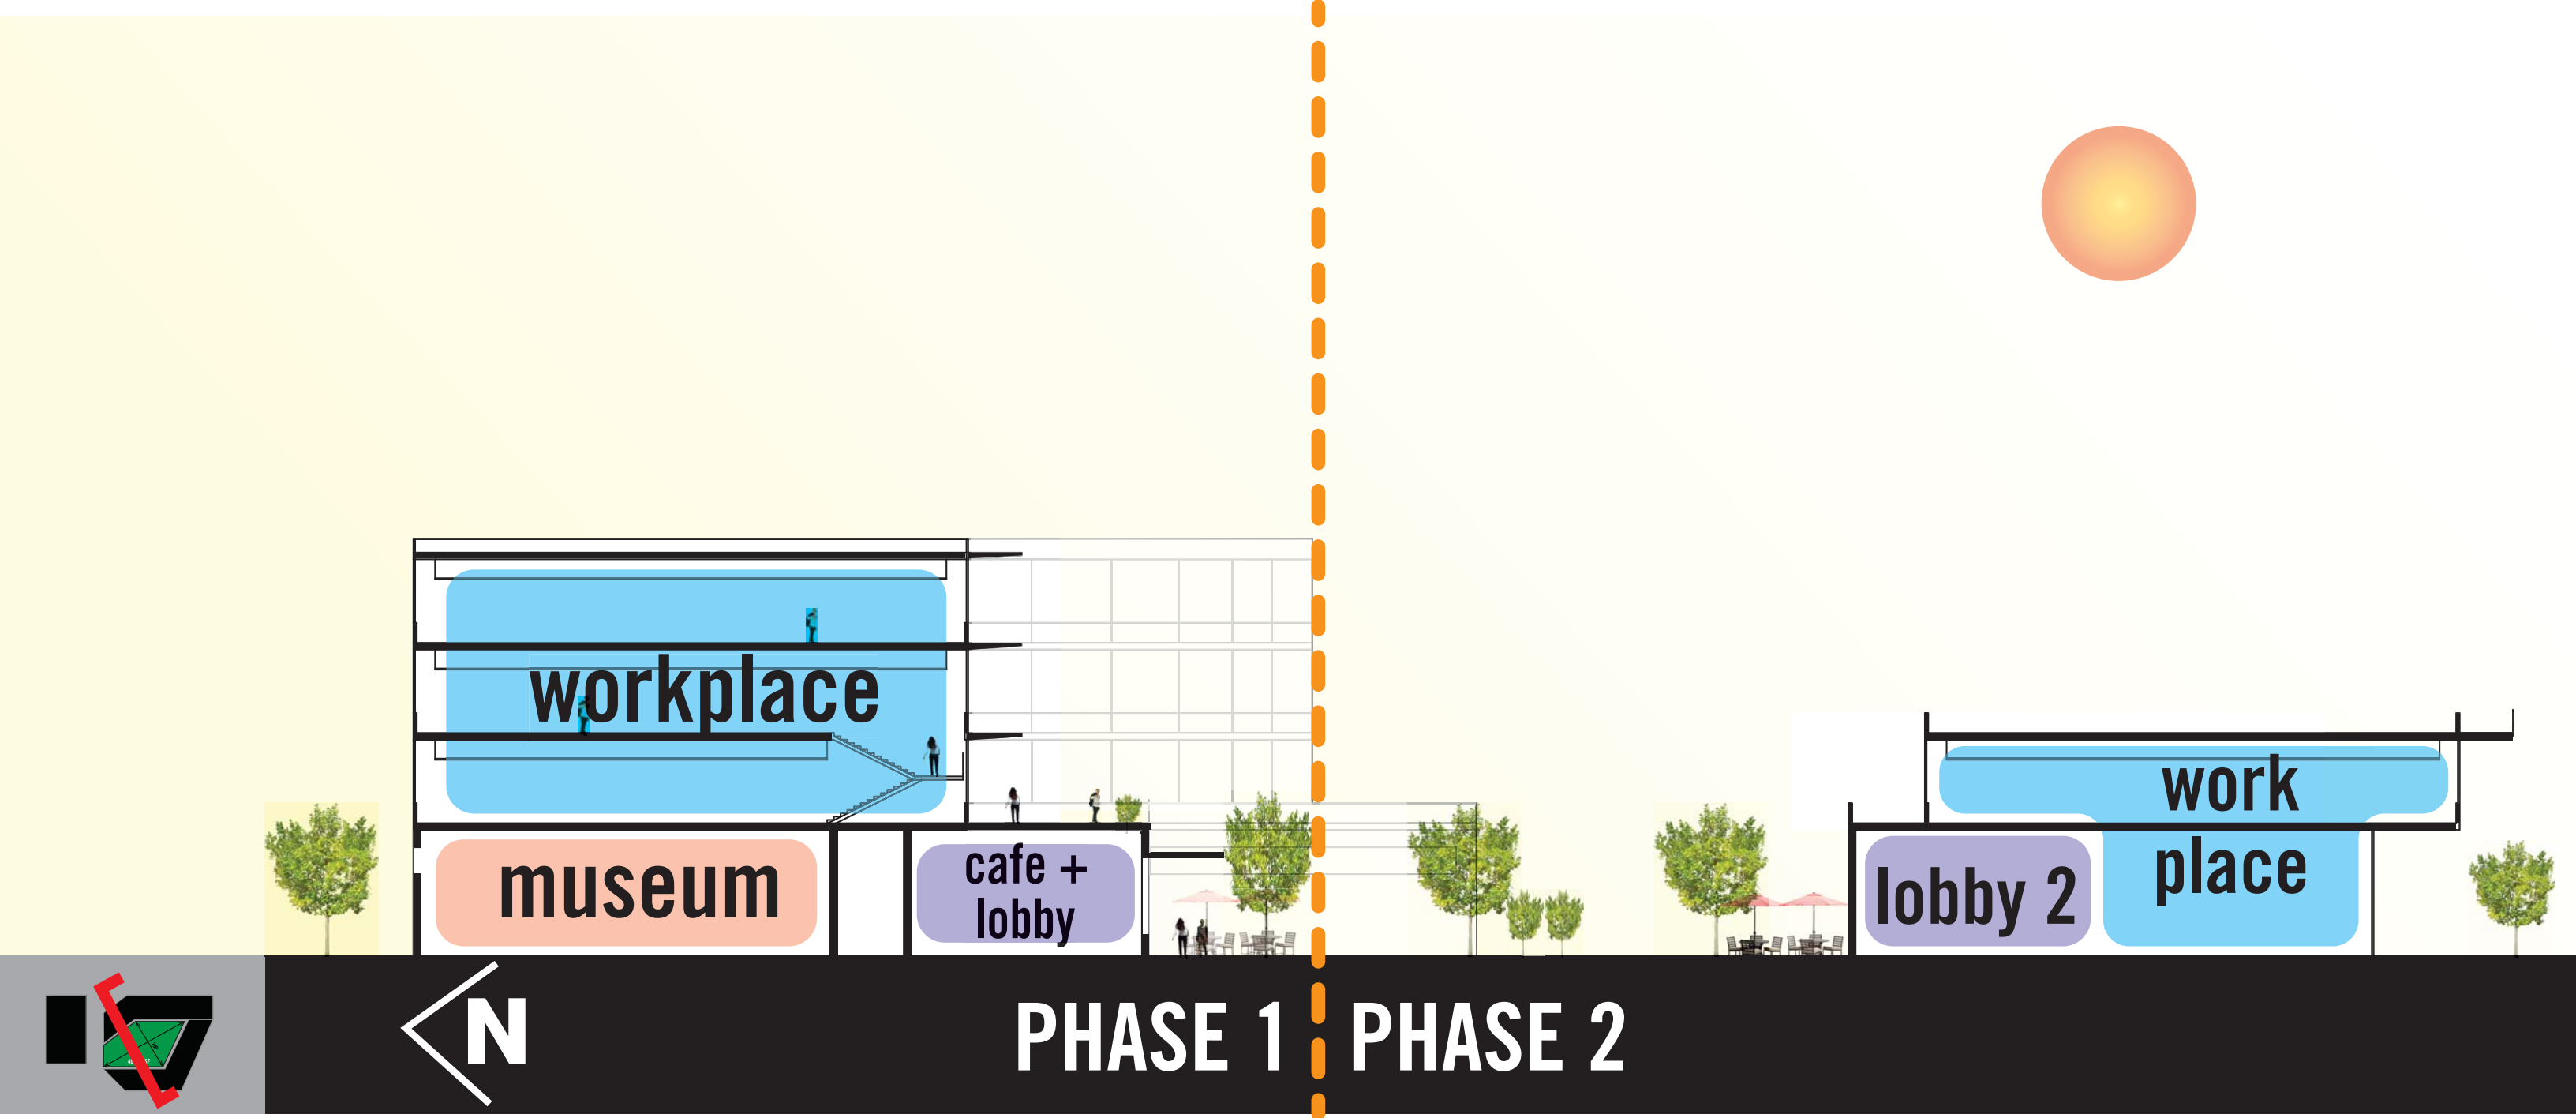 workplace
museum
cafe +
lobby
work
place
lobby 2
N
PHASE 1
PHASE 2